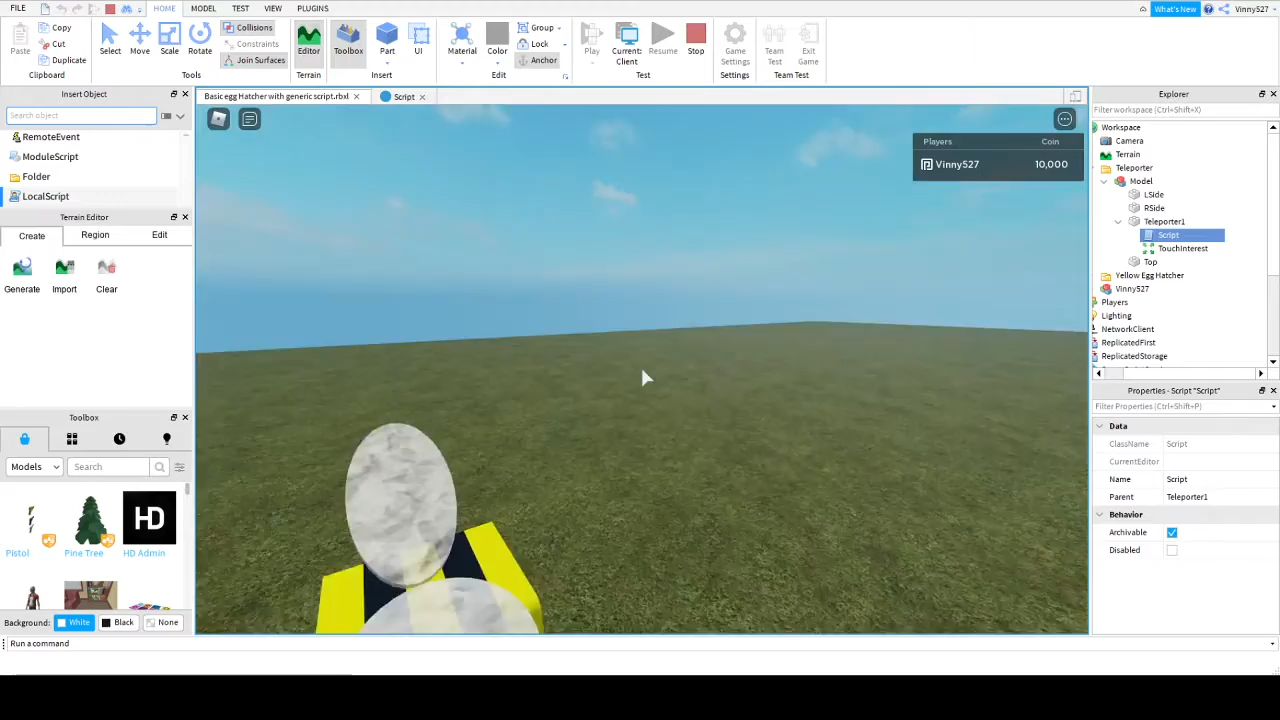 FILE HOME MODEL TEST VIEW PLUGINS What's New Vinny527
Paste Copy Cut Duplicate Clipboard
Select Move Scale Rotate Tools
Collisions Constraints Join Surfaces
Editor Terrain
Toolbox Part UI Insert
Material Color Group Lock Anchor Edit
Play Current: Client Resume Stop Test
Game Settings Settings
Team Test Exit Game Team Test
Insert Object
Search object
RemoteEvent
ModuleScript
Folder
LocalScript
Terrain Editor
Create Region Edit
Generate Import Clear
Toolbox
Models Search
HD
Pistol Pine Tree HD Admin
Background: White Black None
Run a command
Basic egg Hatcher with generic script.rbxl Script
Players Coin
Vinny527 10,000
Explorer
Filter workspace (Ctrl+Shift+X)
Workspace
Camera
Terrain
Teleporter
Model
LSide
RSide
Teleporter1
Script
TouchInterest
Top
Yellow Egg Hatcher
Vinny527
Players
Lighting
NetworkClient
ReplicatedFirst
ReplicatedStorage
Properties - Script "Script"
Filter Properties (Ctrl+Shift+P)
Data
ClassName Script
CurrentEditor
Name Script
Parent Teleporter1
Behavior
Archivable
Disabled